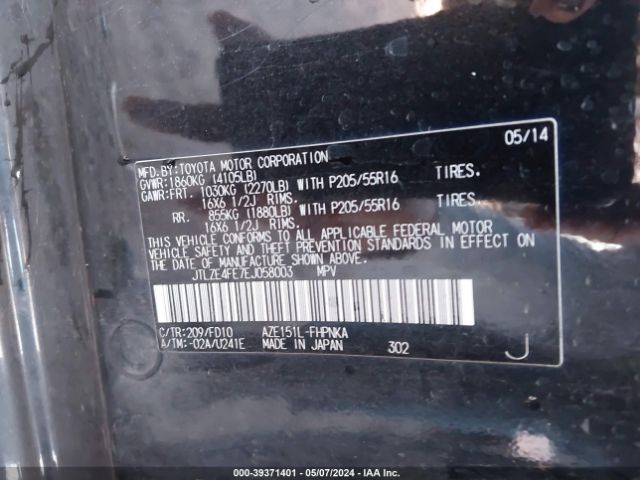 MFD.BY:TOYOTA MOTOR CORPORATION 05/14
GVWR:1860KG (4105LB)
GAWR:FRT. 1030KG (2270LB) WITH P205/55R16 TIRES.
16X6 1/2J RIMS.
RR. 855KG (1880LB) WITH P205/55R16 TIRES.
16X6 1/2J RIMS.
THIS VEHICLE CONFORMS TO ALL APPLICABLE FEDERAL MOTOR
VEHICLE SAFETY AND THEFT PREVENTION STANDARDS IN EFFECT ON
THE DATE OF MANUFACTURE SHOWN ABOVE.
JTLZE4FE7EJ058003 MPV
C/TR:209/FD10 AZE151L-FHPNKA
A/TM:-02A/U241E MADE IN JAPAN 302 J
000-39371401 - 05/07/2024 - IAA Inc.